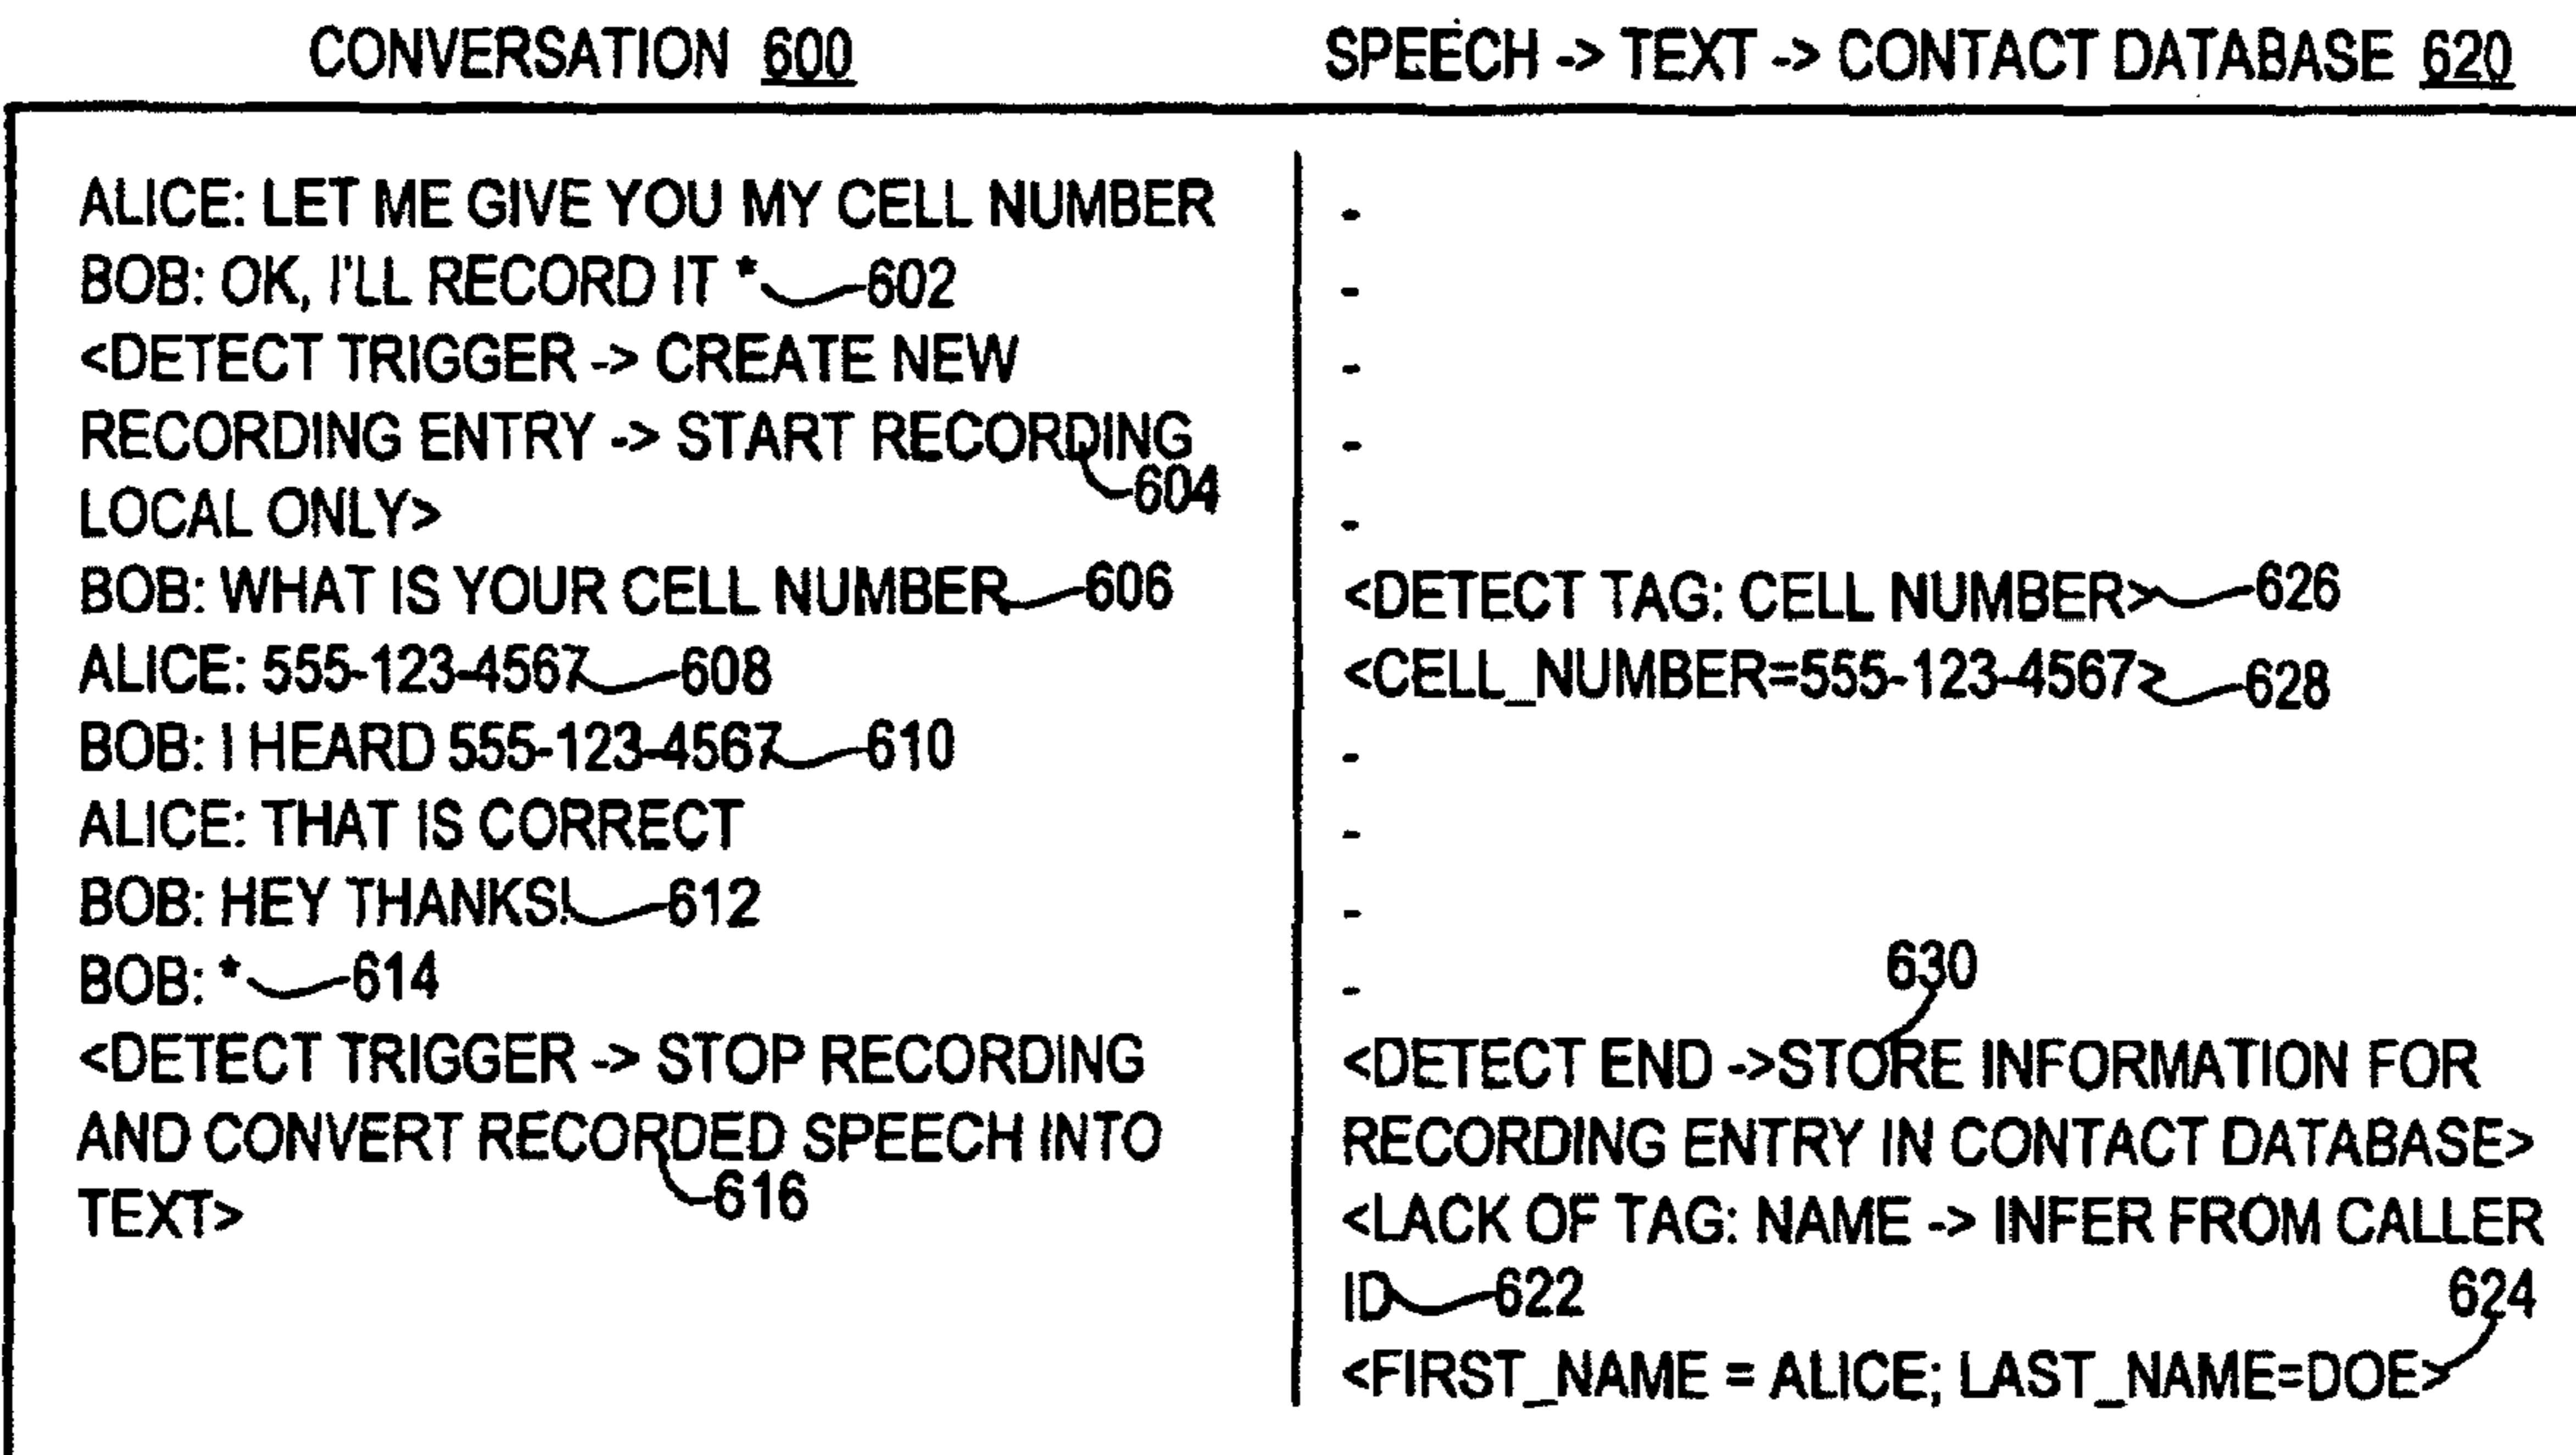 CONVERSATION 600
SPEECH -> TEXT -> CONTACT DATABASE 620
ALICE: LET ME GIVE YOU MY CELL NUMBER
BOB: OK, I'LL RECORD IT * 602
<DETECT TRIGGER -> CREATE NEW
RECORDING ENTRY -> START RECORDING
604
LOCAL ONLY>
BOB: WHAT IS YOUR CELL NUMBER 606
ALICE: 555-123-4567 608
BOB: I HEARD 555-123-4567 610
ALICE: THAT IS CORRECT
BOB: HEY THANKS! 612
BOB: * 614
<DETECT TRIGGER -> STOP RECORDING
AND CONVERT RECORDED SPEECH INTO
616
TEXT>
-
-
-
-
-
<DETECT TAG: CELL NUMBER> 626
<CELL_NUMBER=555-123-4567> 628
-
-
-
-
630
<DETECT END ->STORE INFORMATION FOR
RECORDING ENTRY IN CONTACT DATABASE>
<LACK OF TAG: NAME -> INFER FROM CALLER
ID 622
624
<FIRST_NAME = ALICE; LAST_NAME=DOE>